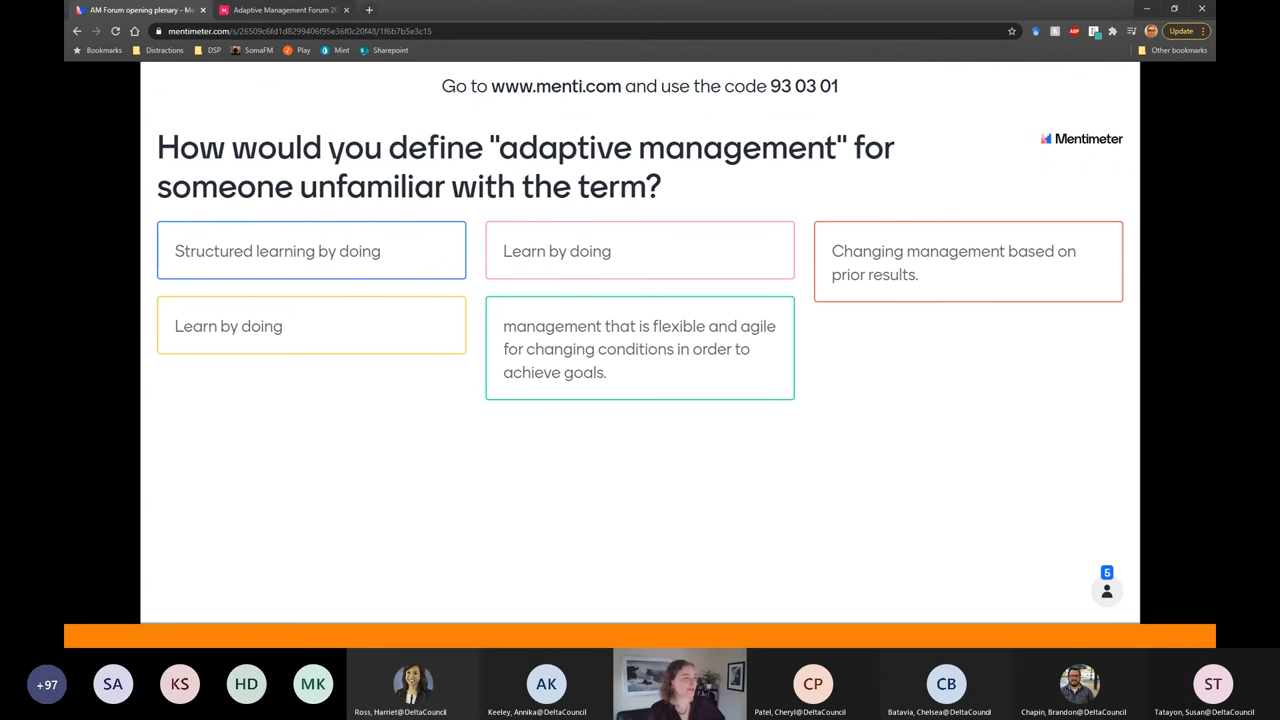 AM Forum opening plenary - Me
Adaptive Management Forum 20
mentimeter.com/s/26509c6fd1d8299406f95e36f0c20f48/1f6b7b5e3c15
Update
Bookmarks
Distractions
DSP
SomaFM
Play
Mint
Sharepoint
Other bookmarks
Go to www.menti.com and use the code 93 03 01
How would you define "adaptive management" for
someone unfamiliar with the term?
Mentimeter
Structured learning by doing
Learn by doing
Changing management based on
prior results.
Learn by doing
management that is flexible and agile
for changing conditions in order to
achieve goals.
5
+97
SA
KS
HD
MK
Ross, Harriet@DeltaCouncil
AK
Keeley, Annika@DeltaCouncil
CP
Patel, Cheryl@DeltaCouncil
CB
Batavia, Chelsea@DeltaCouncil
Chapin, Brandon@DeltaCouncil
ST
Tatayon, Susan@DeltaCouncil